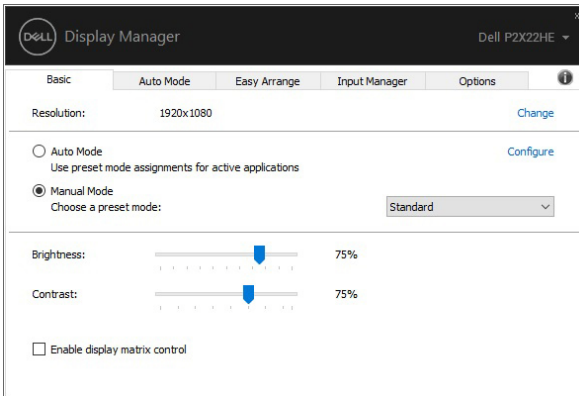 DELL Display Manager Dell P2X22HE
Basic Auto Mode Easy Arrange Input Manager Options
Resolution: 1920x1080 Change
Auto Mode Configure
Use preset mode assignments for active applications
Manual Mode
Choose a preset mode: Standard
Brightness: 75%
Contrast: 75%
Enable display matrix control